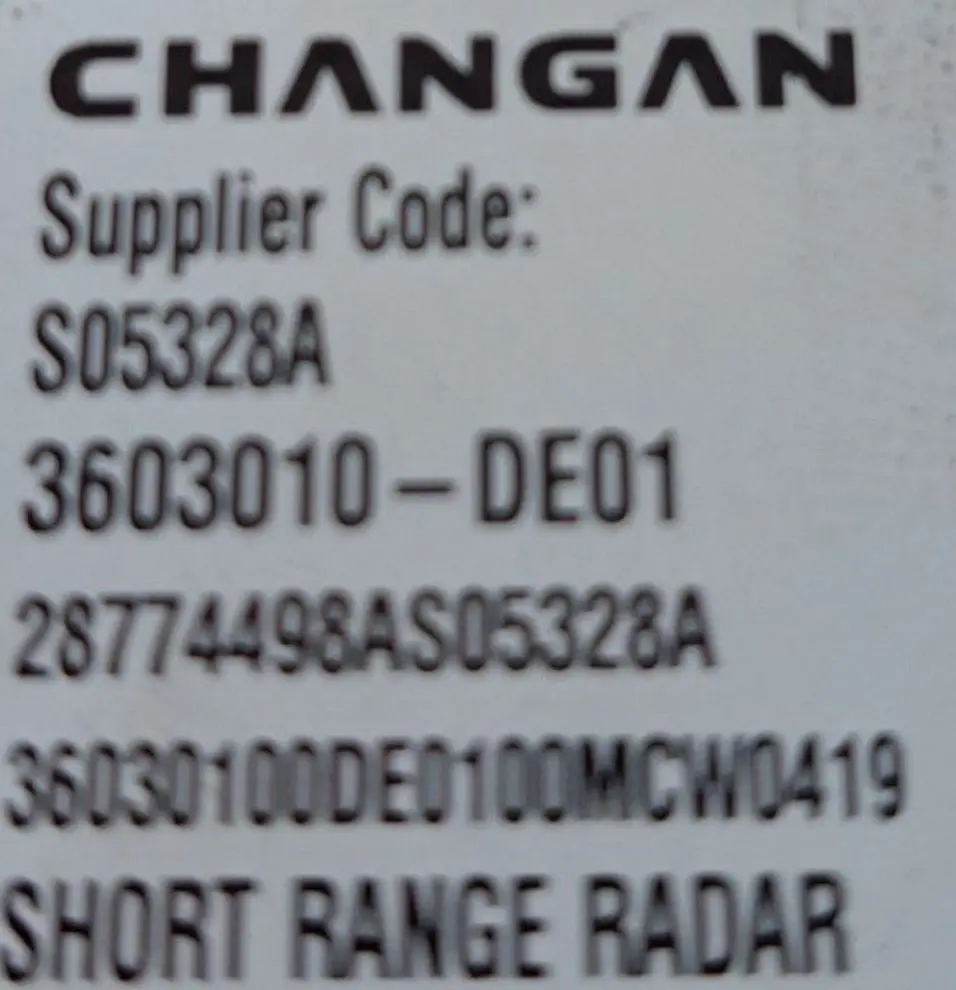 CHANGAN
Supplier Code:
S05328A
3603010-DE01
28774498AS05328A
36030100DE0100MCW0419
SHORT RANGE RADAR